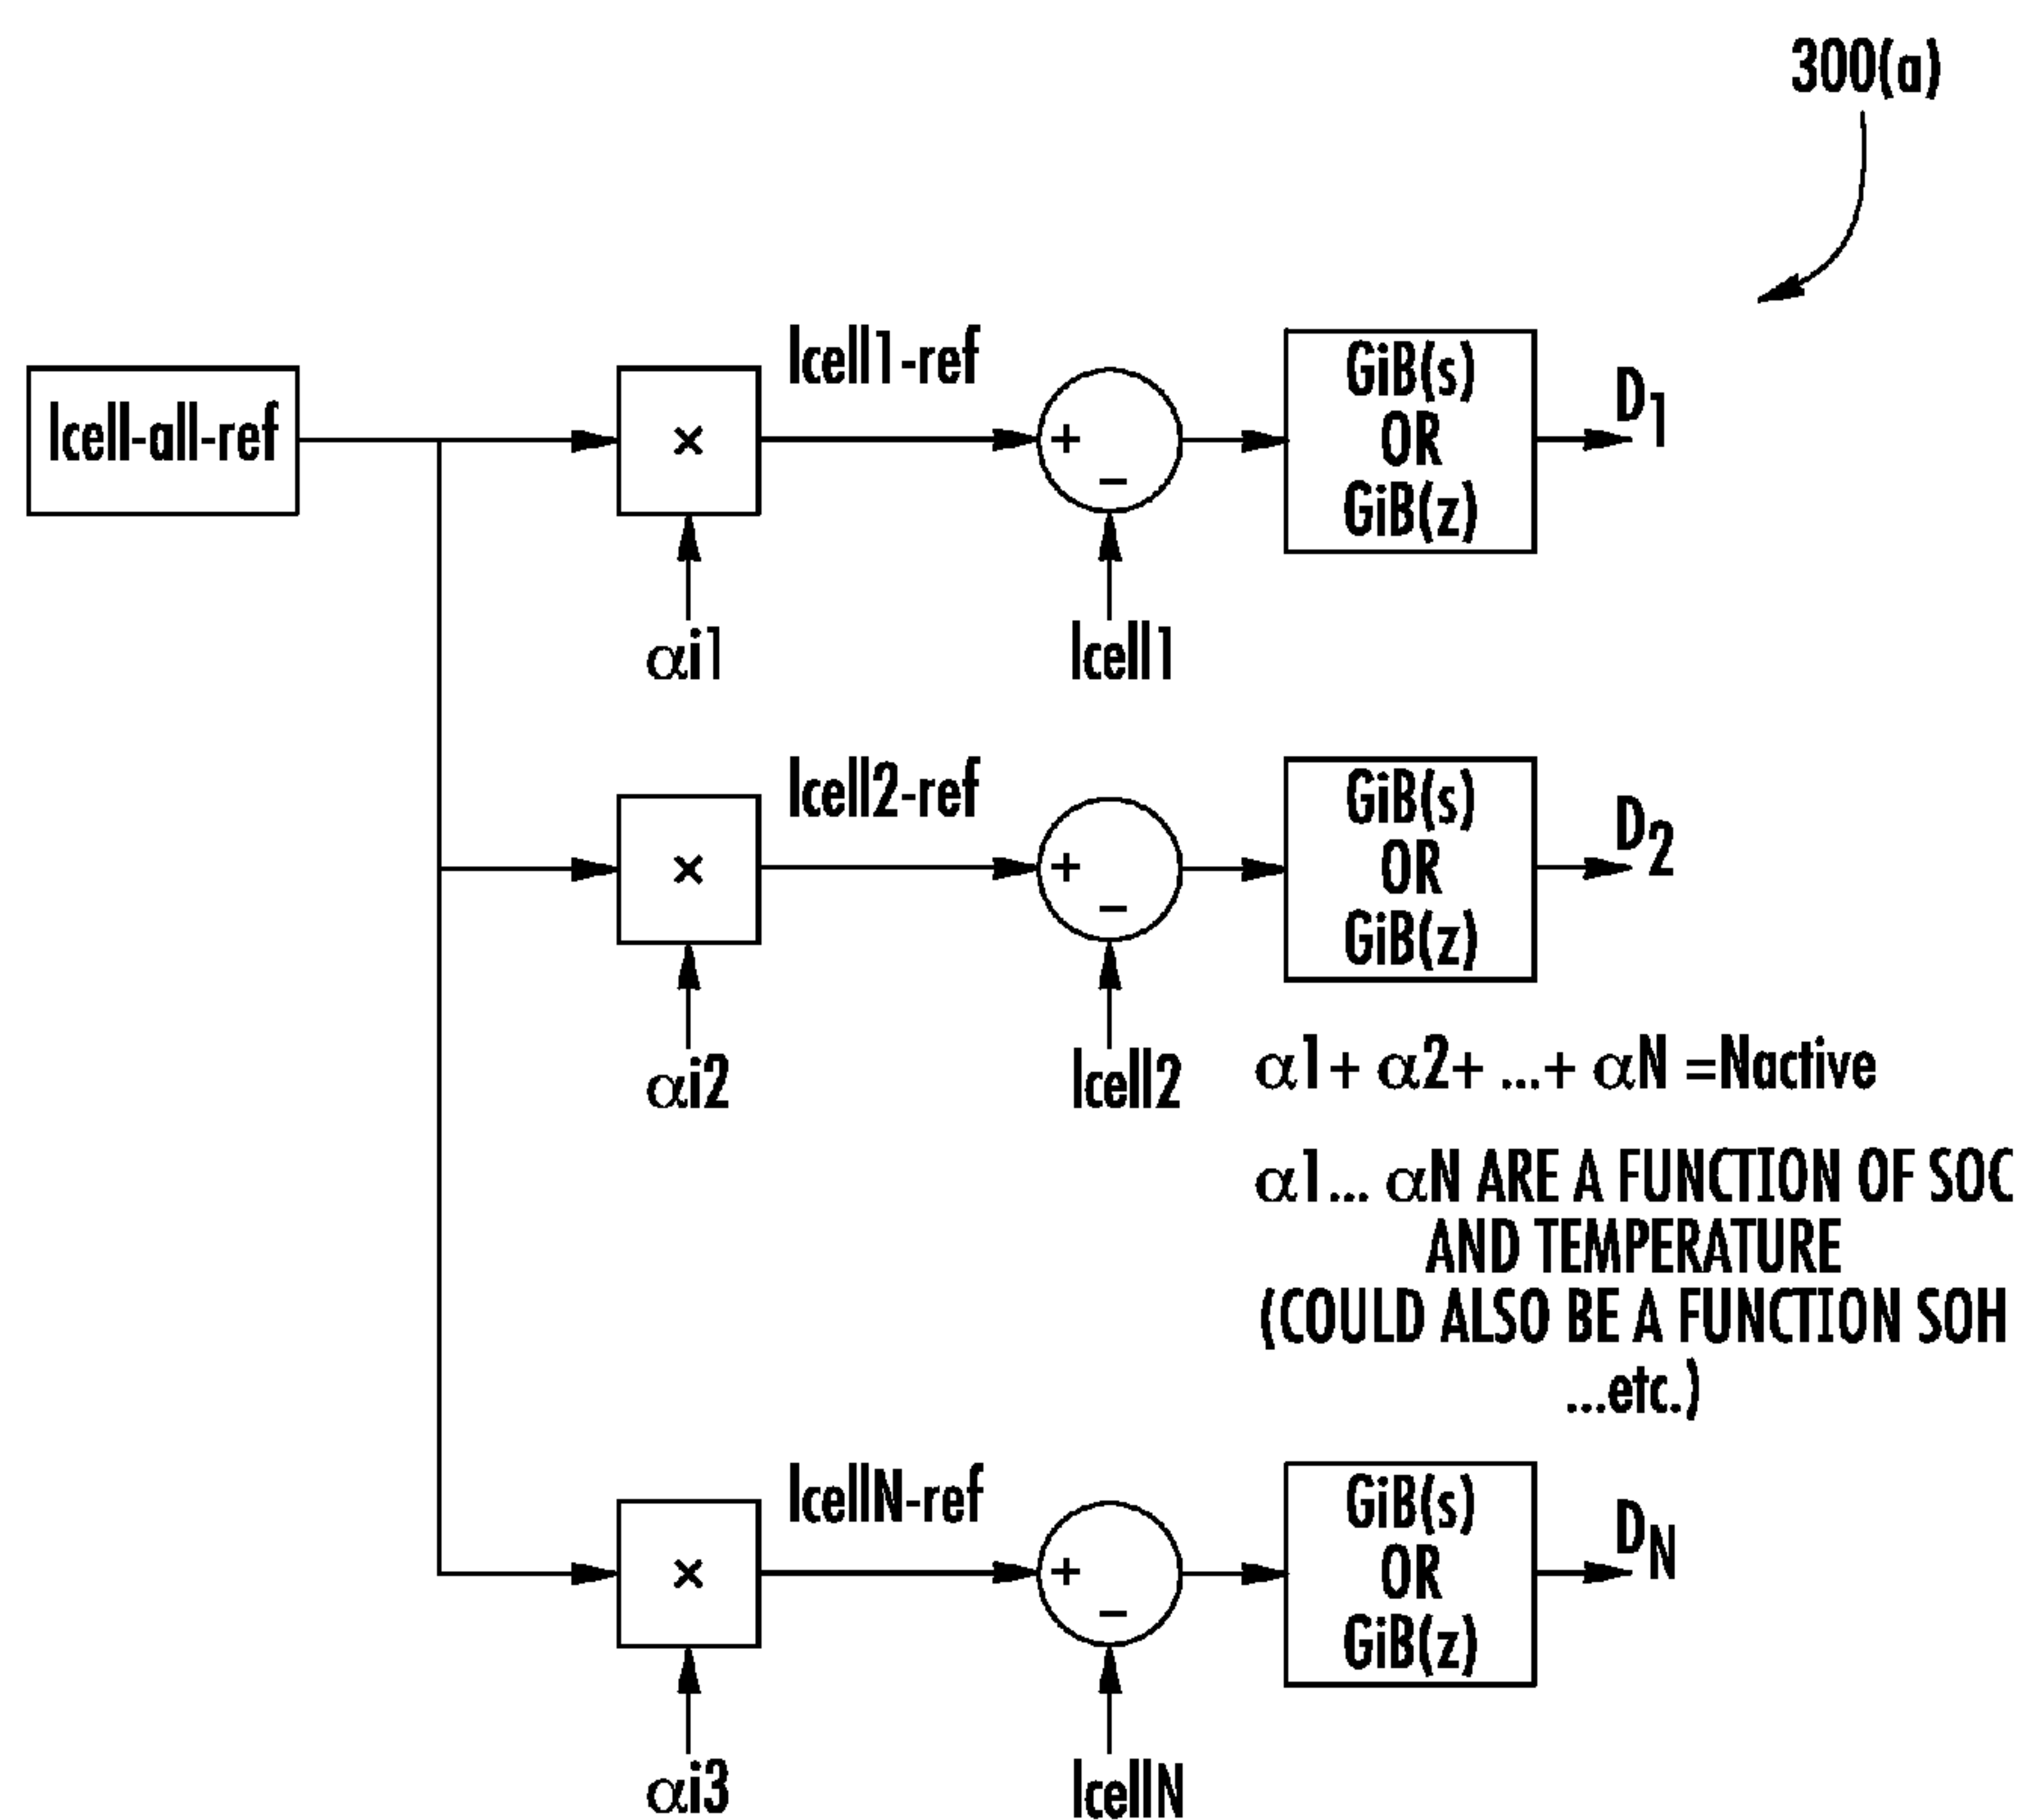 300(a)
Icell-all-ref
×
Icell1-ref
+
−
GiB(s)
OR
GiB(z)
D1
αi1
Icell1
×
Icell2-ref
+
−
GiB(s)
OR
GiB(z)
D2
αi2
Icell2
α1+ α2+ ...+ αN =Nactive
α1... αN ARE A FUNCTION OF SOC
AND TEMPERATURE
(COULD ALSO BE A FUNCTION SOH
...etc.)
×
IcellN-ref
+
−
GiB(s)
OR
GiB(z)
DN
αi3
IcellN